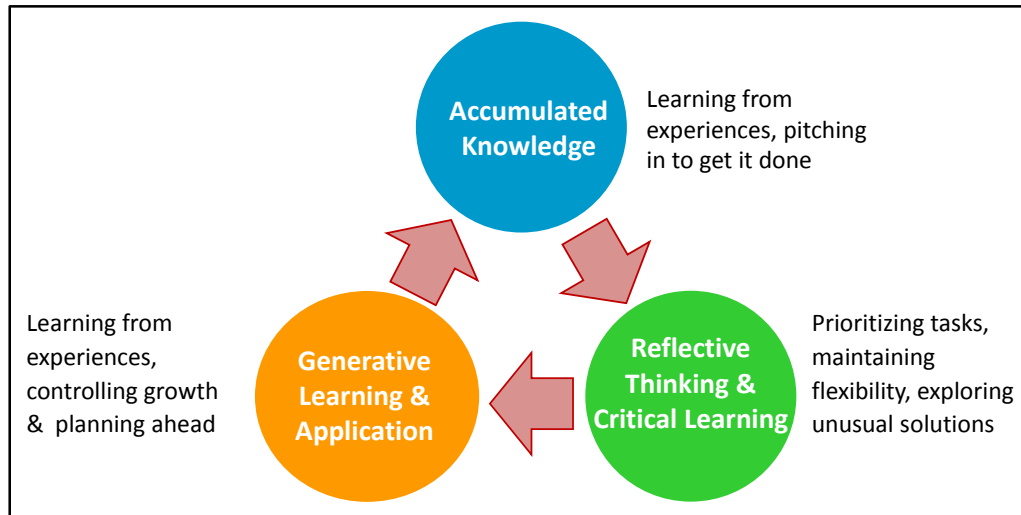 Accumulated
Knowledge
Learning from
experiences, pitching
in to get it done
Reflective
Thinking &
Critical Learning
Prioritizing tasks,
maintaining
flexibility, exploring
unusual solutions
Generative
Learning &
Application
Learning from
experiences,
controlling growth
& planning ahead